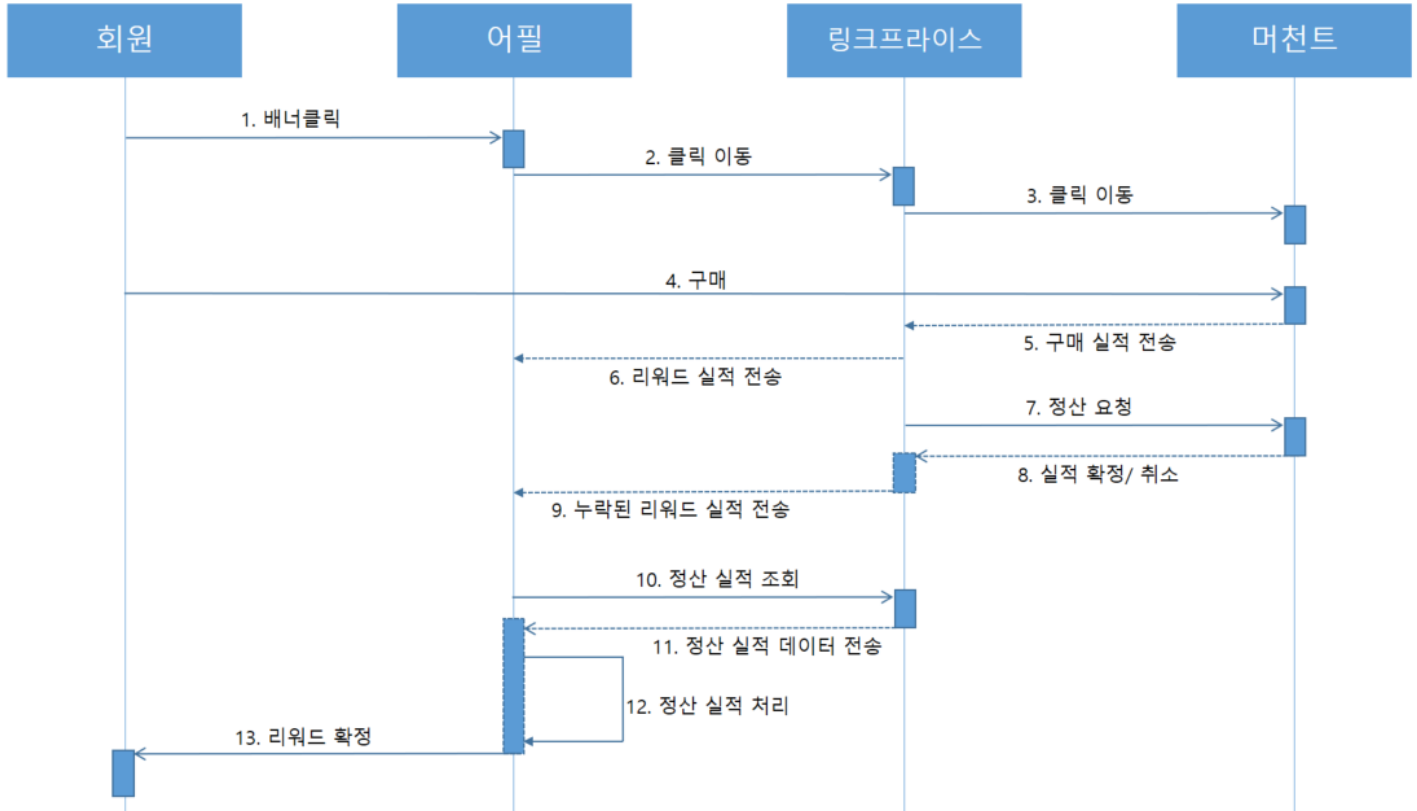 회원
어필
링크프라이스
머천트
1. 배너클릭
2. 클릭 이동
3. 클릭 이동
4. 구매
5. 구매 실적 전송
6. 리워드 실적 전송
7. 정산 요청
8. 실적 확정/ 취소
9. 누락된 리워드 실적 전송
10. 정산 실적 조회
11. 정산 실적 데이터 전송
12. 정산 실적 처리
13. 리워드 확정